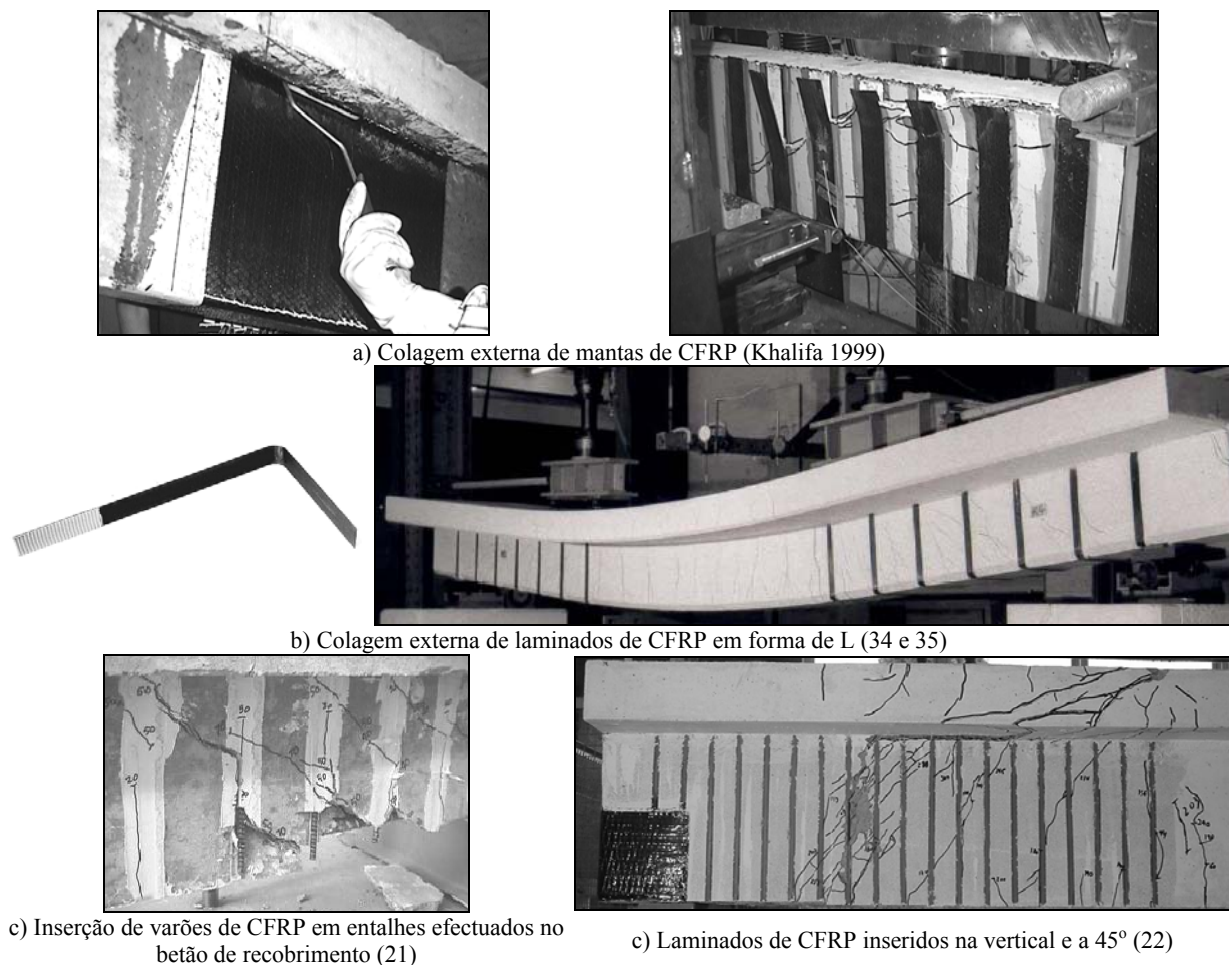 a) Colagem externa de mantas de CFRP (Khalifa 1999)
b) Colagem externa de laminados de CFRP em forma de L (34 e 35)
c) Inserção de varões de CFRP em entalhes efectuados no
betão de recobrimento (21)
c) Laminados de CFRP inseridos na vertical e a 45º (22)